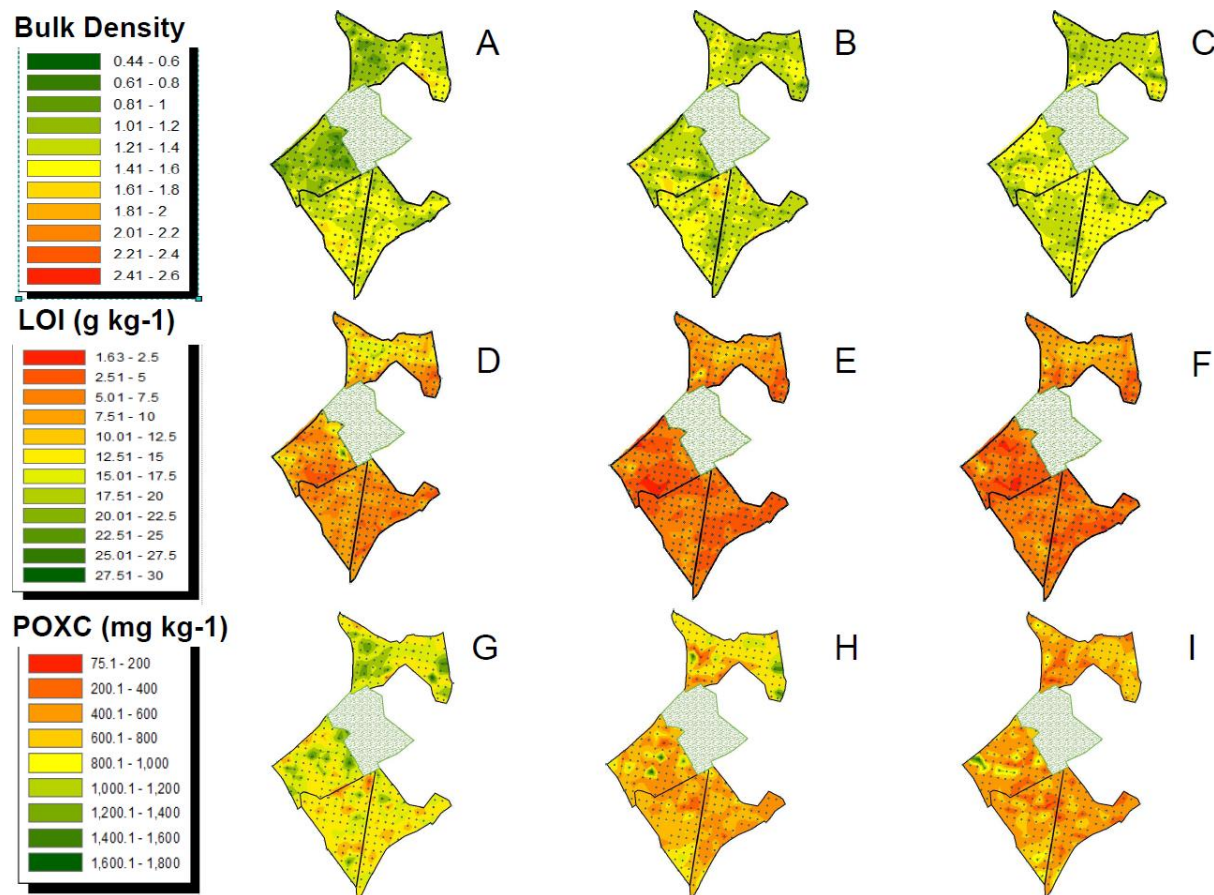 Bulk Density
0.44 - 0.6
0.61 - 0.8
0.81 - 1
1.01 - 1.2
1.21 - 1.4
1.41 - 1.6
1.61 - 1.8
1.81 - 2
2.01 - 2.2
2.21 - 2.4
2.41 - 2.6
A
B
C
LOI (g kg-1)
1.63 - 2.5
2.51 - 5
5.01 - 7.5
7.51 - 10
10.01 - 12.5
12.51 - 15
15.01 - 17.5
17.51 - 20
20.01 - 22.5
22.51 - 25
25.01 - 27.5
27.51 - 30
D
E
F
POXC (mg kg-1)
75.1 - 200
200.1 - 400
400.1 - 600
600.1 - 800
800.1 - 1,000
1,000.1 - 1,200
1,200.1 - 1,400
1,400.1 - 1,600
1,600.1 - 1,800
G
H
I